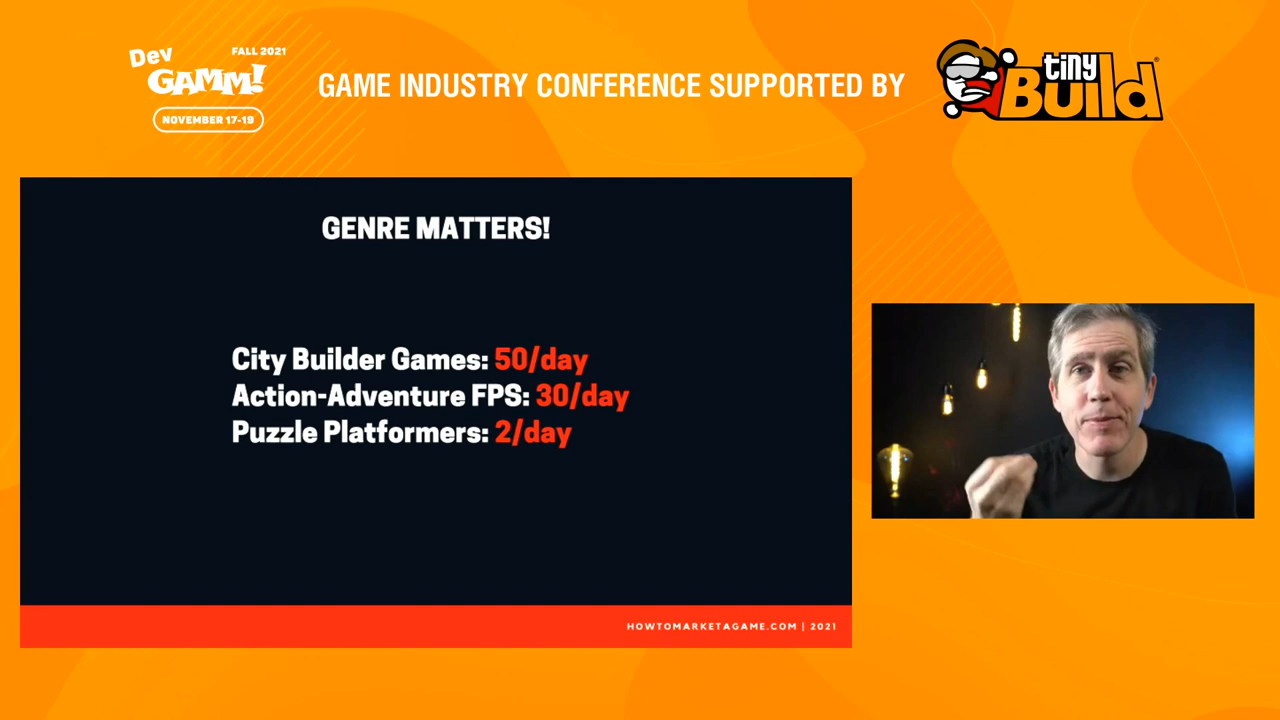 Dev
GAMM!
FALL 2021
NOVEMBER 17-19
GAME INDUSTRY CONFERENCE SUPPORTED BY
tiny
Build
GENRE MATTERS!
City Builder Games: 50/day
Action-Adventure FPS: 30/day
Puzzle Platformers: 2/day
HOWTOMARKETAGAME.COM | 2021